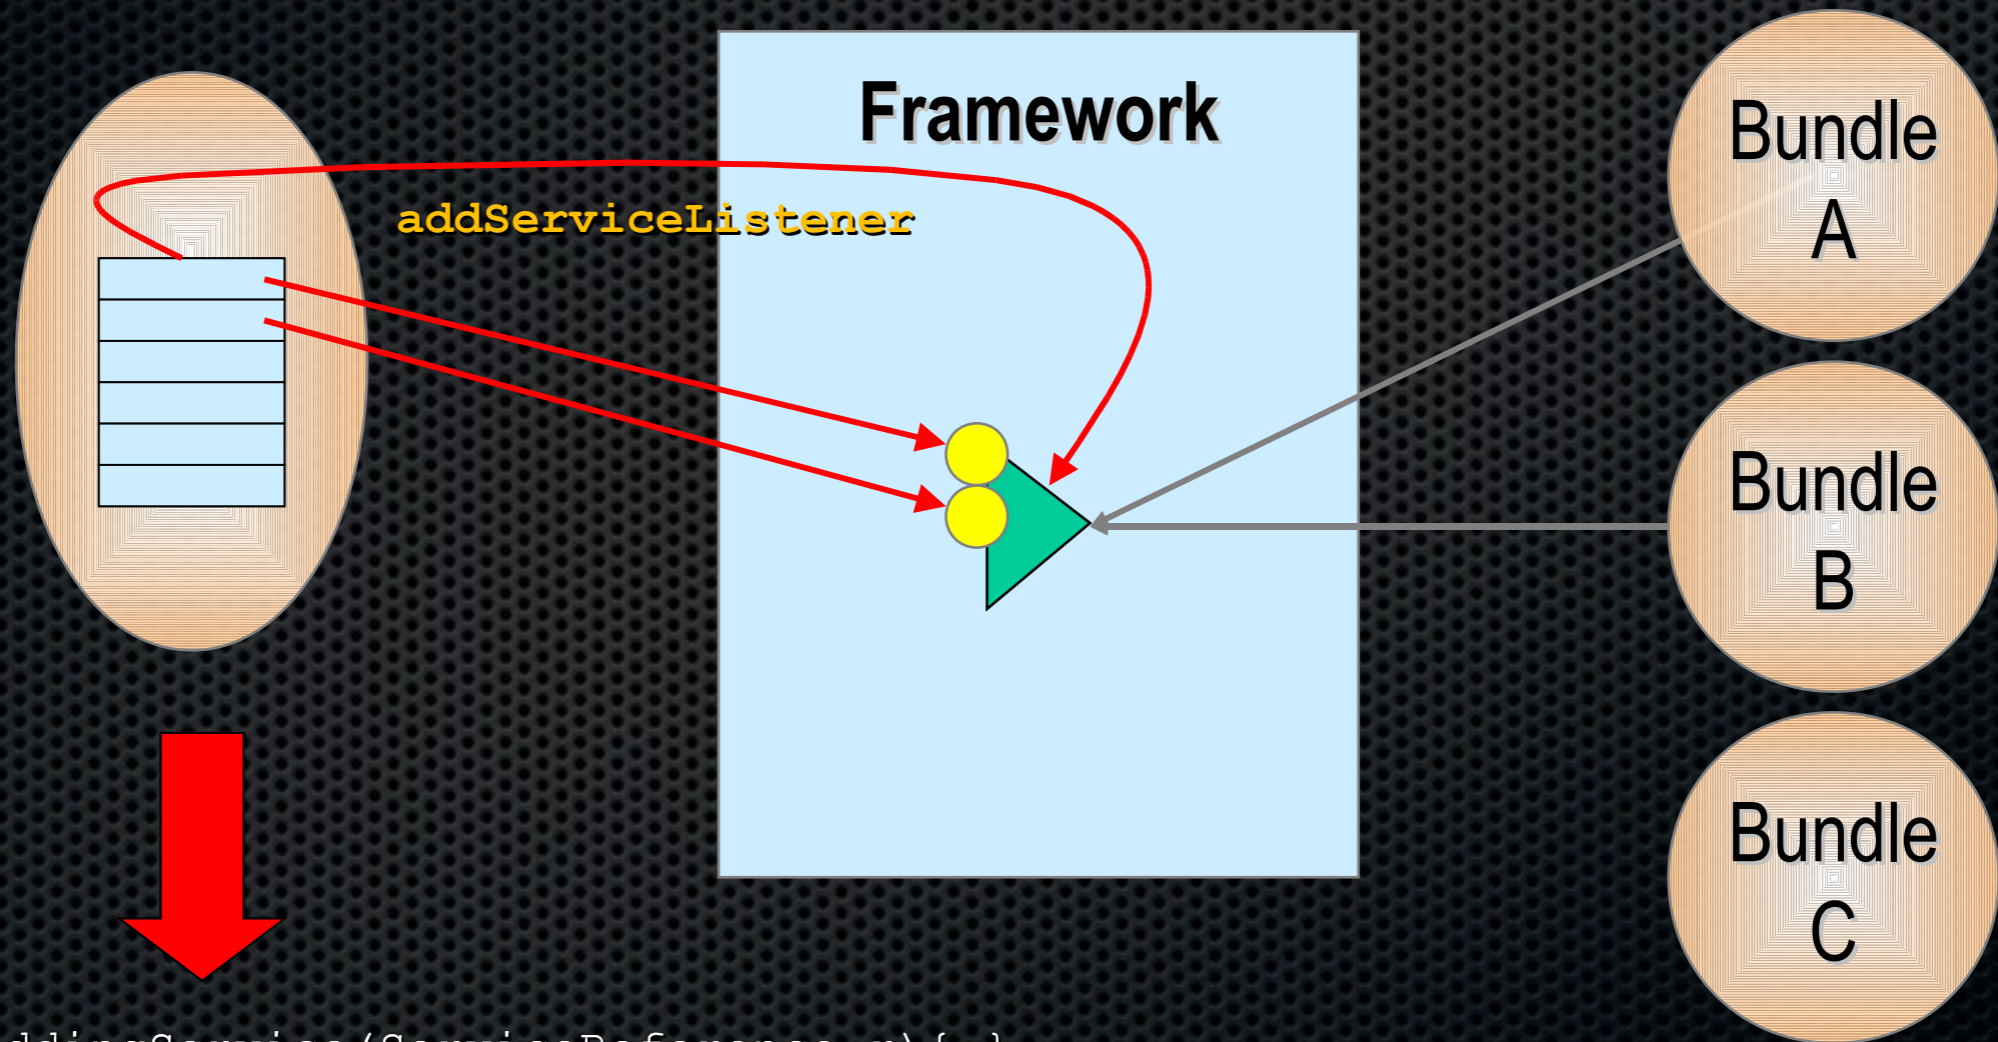 Framework
addServiceListener
Bundle
A
Bundle
B
Bundle
C